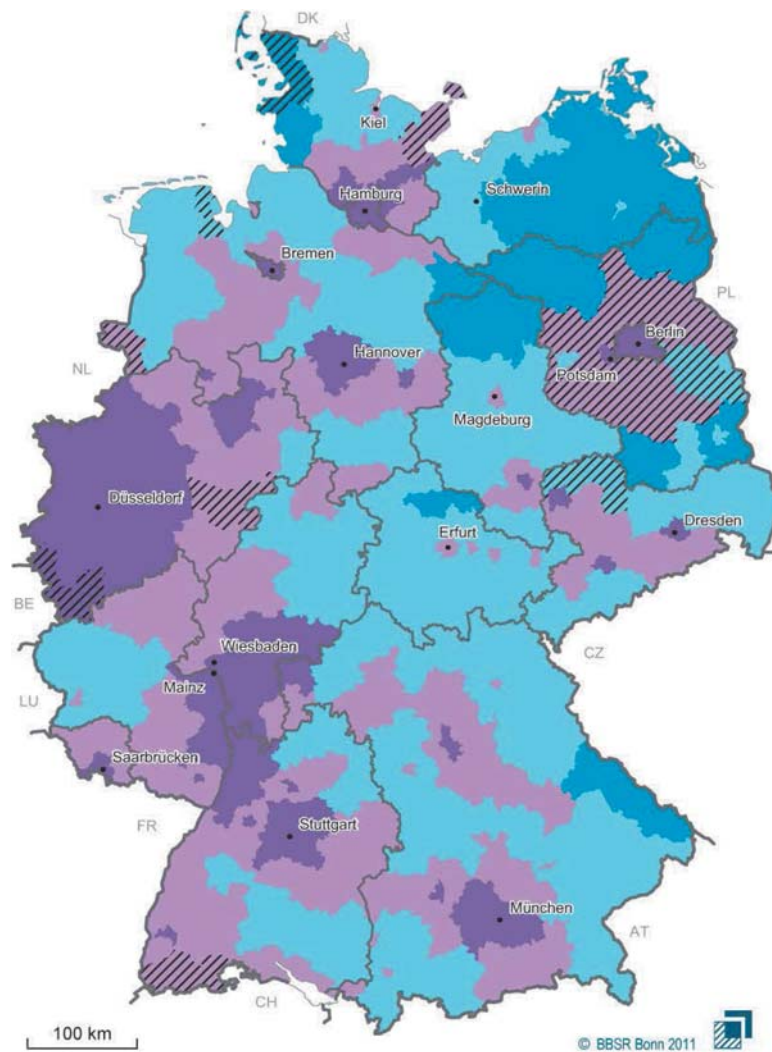 DK
Kiel
Hamburg
Schwerin
Bremen
PL
Berlin
Hannover
NL
Potsdam
Magdeburg
Düsseldorf
Dresden
Erfurt
BE
Wiesbaden
CZ
Mainz
LU
Saarbrücken
FR
Stuttgart
München
AT
CH
100 km
© BBSR Bonn 2011